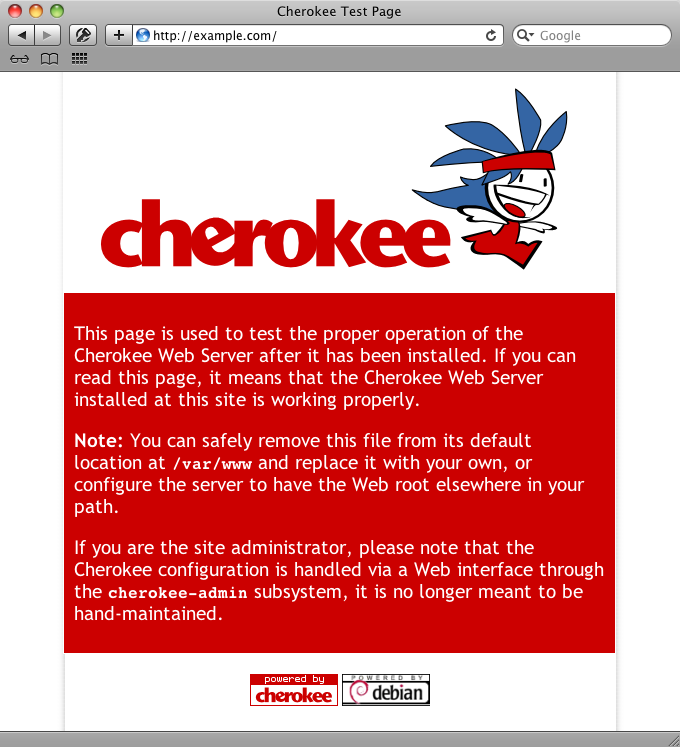 Cherokee Test Page
http://example.com/
Google
cherokee
This page is used to test the proper operation of the
Cherokee Web Server after it has been installed. If you can
read this page, it means that the Cherokee Web Server
installed at this site is working properly.
Note: You can safely remove this file from its default
location at /var/www and replace it with your own, or
configure the server to have the Web root elsewhere in your
path.
If you are the site administrator, please note that the
Cherokee configuration is handled via a Web interface through
the cherokee-admin subsystem, it is no longer meant to be
hand-maintained.
powered by
cherokee
POWERED BY
debian